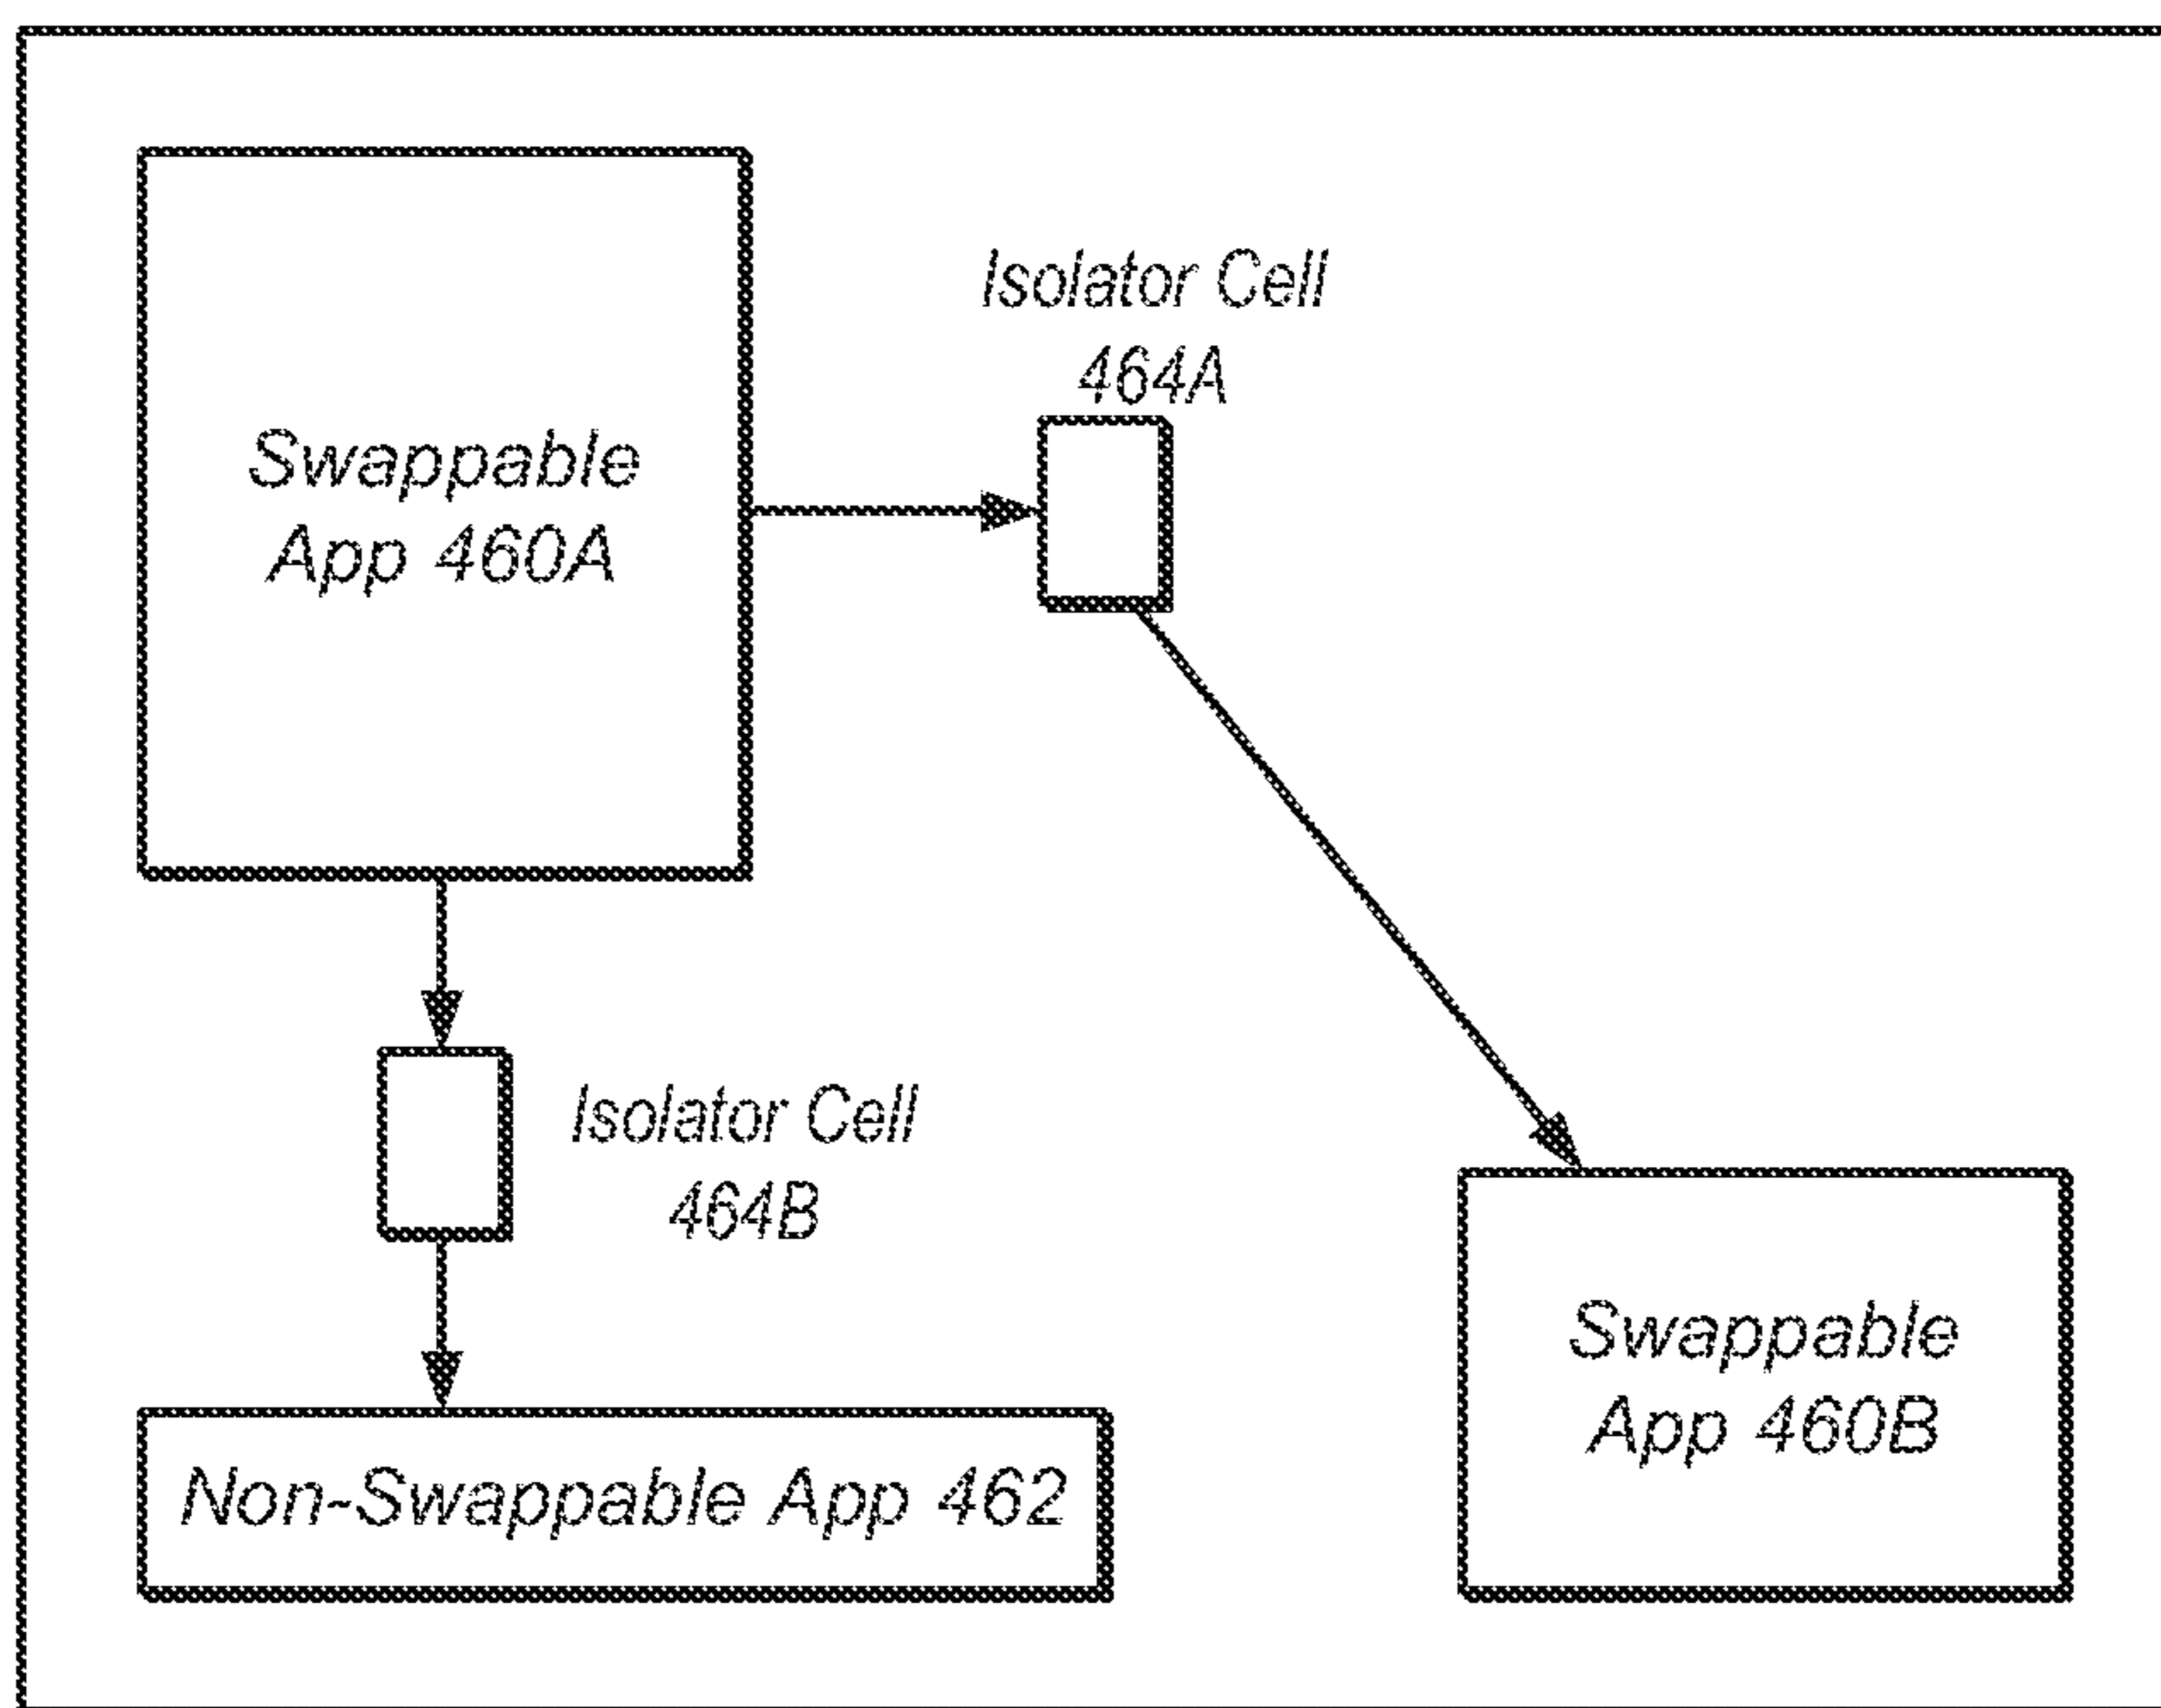 Swappable
App 460A
Isolator Cell
464A
Isolator Cell
464B
Non-Swappable App 462
Swappable
App 460B